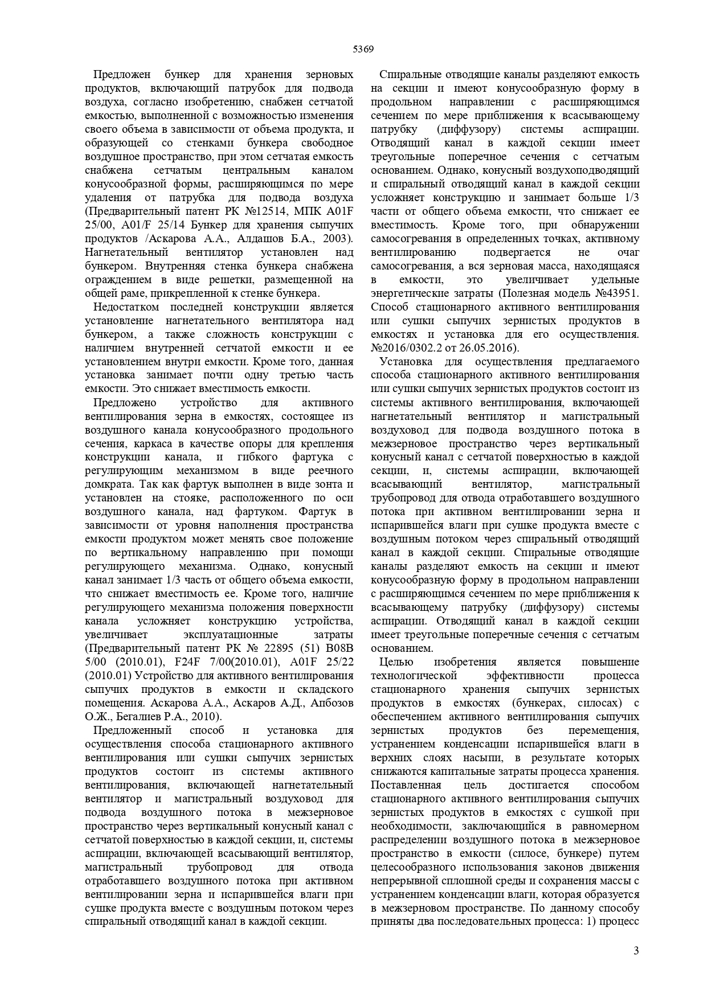 5369
Предложен бункер для хранения зерновых
продуктов, включающий патрубок для подвода
воздуха, согласно изобретению, снабжен сетчатой
емкостью, выполненной с возможностью изменения
своего объема в зависимости от объема продукта, и
образующей со стенками бункера свободное
воздушное пространство, при этом сетчатая емкость
снабжена сетчатым центральным каналом
конусообразной формы, расширяющимся по мере
удаления от патрубка для подвода воздуха
(Предварительный патент РК №12514, МПК A01F
25/00, A01/F 25/14 Бункер для хранения сыпучих
продуктов /Аскарова А.А., Алдашов Б.А., 2003).
Нагнетательный вентилятор установлен над
бункером. Внутренняя стенка бункера снабжена
ограждением в виде решетки, размещенной на
общей раме, прикрепленной к стенке бункера.
Недостатком последней конструкции является
установление нагнетательного вентилятора над
бункером, а также сложность конструкции с
наличием внутренней сетчатой емкости и ее
установлением внутри емкости. Кроме того, данная
установка занимает почти одну третью часть
емкости. Это снижает вместимость емкости.
Предложено устройство для активного
вентилирования зерна в емкостях, состоящее из
воздушного канала конусообразного продольного
сечения, каркаса в качестве опоры для крепления
конструкции канала, и гибкого фартука с
регулирующим механизмом в виде реечного
домкрата. Так как фартук выполнен в виде зонта и
установлен на стояке, расположенного по оси
воздушного канала, над фартуком. Фартук в
зависимости от уровня наполнения пространства
емкости продуктом может менять свое положение
по вертикальному направлению при помощи
регулирующего механизма. Однако, конусный
канал занимает 1/3 часть от общего объема емкости,
что снижает вместимость ее. Кроме того, наличие
регулирующего механизма положения поверхности
канала усложняет конструкцию устройства,
увеличивает эксплуатационные затраты
(Предварительный патент РК № 22895 (51) B08B
5/00 (2010.01), F24F 7/00(2010.01), A01F 25/22
(2010.01) Устройство для активного вентилирования
сыпучих продуктов в емкости и складского
помещения. Аскарова А.А., Аскаров А.Д., Апбозов
О.Ж., Бегалиев Р.А., 2010).
Предложенный способ и установка для
осуществления способа стационарного активного
вентилирования или сушки сыпучих зернистых
продуктов состоит из системы активного
вентилирования, включающей нагнетательный
вентилятор и магистральный воздуховод для
подвода воздушного потока в межзерновое
пространство через вертикальный конусный канал с
сетчатой поверхностью в каждой секции, и, системы
аспирации, включающей всасывающий вентилятор,
магистральный трубопровод для отвода
отработавшего воздушного потока при активном
вентилировании зерна и испарившейся влаги при
сушке продукта вместе с воздушным потоком через
спиральный отводящий канал в каждой секции.
Спиральные отводящие каналы разделяют емкость
на секции и имеют конусообразную форму в
продольном направлении с расширяющимся
сечением по мере приближения к всасывающему
патрубку (диффузору) системы аспирации.
Отводящий канал в каждой секции имеет
треугольные поперечное сечения с сетчатым
основанием. Однако, конусный воздухоподводящий
и спиральный отводящий канал в каждой секции
усложняет конструкцию и занимает больше 1/3
части от общего объема емкости, что снижает ее
вместимость. Кроме того, при обнаружении
самосогревания в определенных точках, активному
вентилированию подвергается не очаг
самосогревания, а вся зерновая масса, находящаяся
в емкости, это увеличивает удельные
энергетические затраты (Полезная модель №43951.
Способ стационарного активного вентилирования
или сушки сыпучих зернистых продуктов в
емкостях и установка для его осуществления.
№2016/0302.2 от 26.05.2016).
Установка для осуществления предлагаемого
способа стационарного активного вентилирования
или сушки сыпучих зернистых продуктов состоит из
системы активного вентилирования, включающей
нагнетательный вентилятор и магистральный
воздуховод для подвода воздушного потока в
межзерновое пространство через вертикальный
конусный канал с сетчатой поверхностью в каждой
секции, и, системы аспирации, включающей
всасывающий вентилятор, магистральный
трубопровод для отвода отработавшего воздушного
потока при активном вентилировании зерна и
испарившейся влаги при сушке продукта вместе с
воздушным потоком через спиральный отводящий
канал в каждой секции. Спиральные отводящие
каналы разделяют емкость на секции и имеют
конусообразную форму в продольном направлении
с расширяющимся сечением по мере приближения к
всасывающему патрубку (диффузору) системы
аспирации. Отводящий канал в каждой секции
имеет треугольные поперечные сечения с сетчатым
основанием.
Целью изобретения является повышение
технологической эффективности процесса
стационарного хранения сыпучих зернистых
продуктов в емкостях (бункерах, силосах) с
обеспечением активного вентилирования сыпучих
зернистых продуктов без перемещения,
устранением конденсации испарившейся влаги в
верхних слоях насыпи, в результате которых
снижаются капитальные затраты процесса хранения.
Поставленная цель достигается способом
стационарного активного вентилирования сыпучих
зернистых продуктов в емкостях с сушкой при
необходимости, заключающийся в равномерном
распределении воздушного потока в межзерновое
пространство в емкости (силосе, бункере) путем
целесообразного использования законов движения
непрерывной сплошной среды и сохранения массы с
устранением конденсации влаги, которая образуется
в межзерновом пространстве. По данному способу
приняты два последовательных процесса: 1) процесс
3